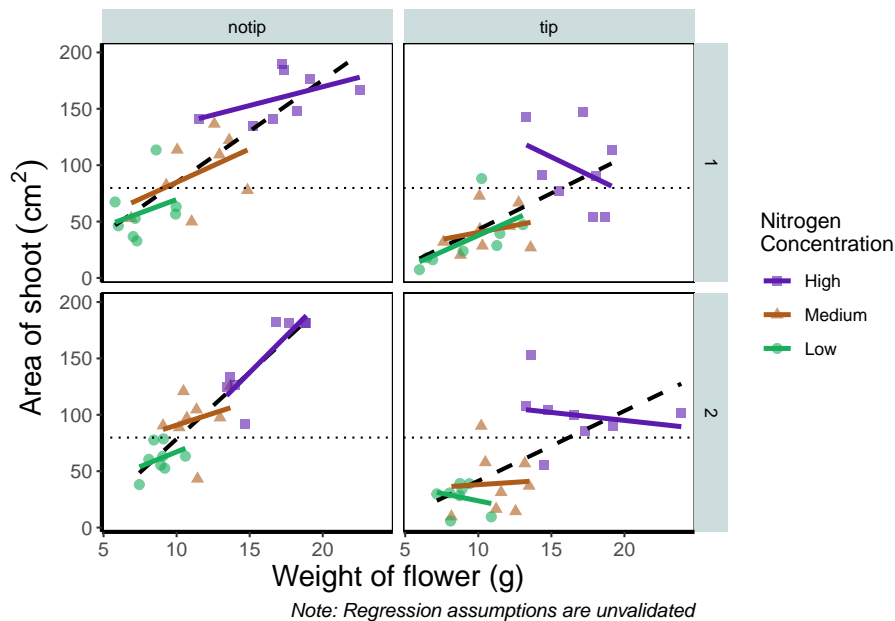 notip
tip
200
150
100
50
0
1
200
150
100
50
0
2
5
10
15
20
5
10
15
20
Area of shoot (cm²)
Weight of flower (g)
Note: Regression assumptions are unvalidated
Nitrogen
Concentration
High
Medium
Low